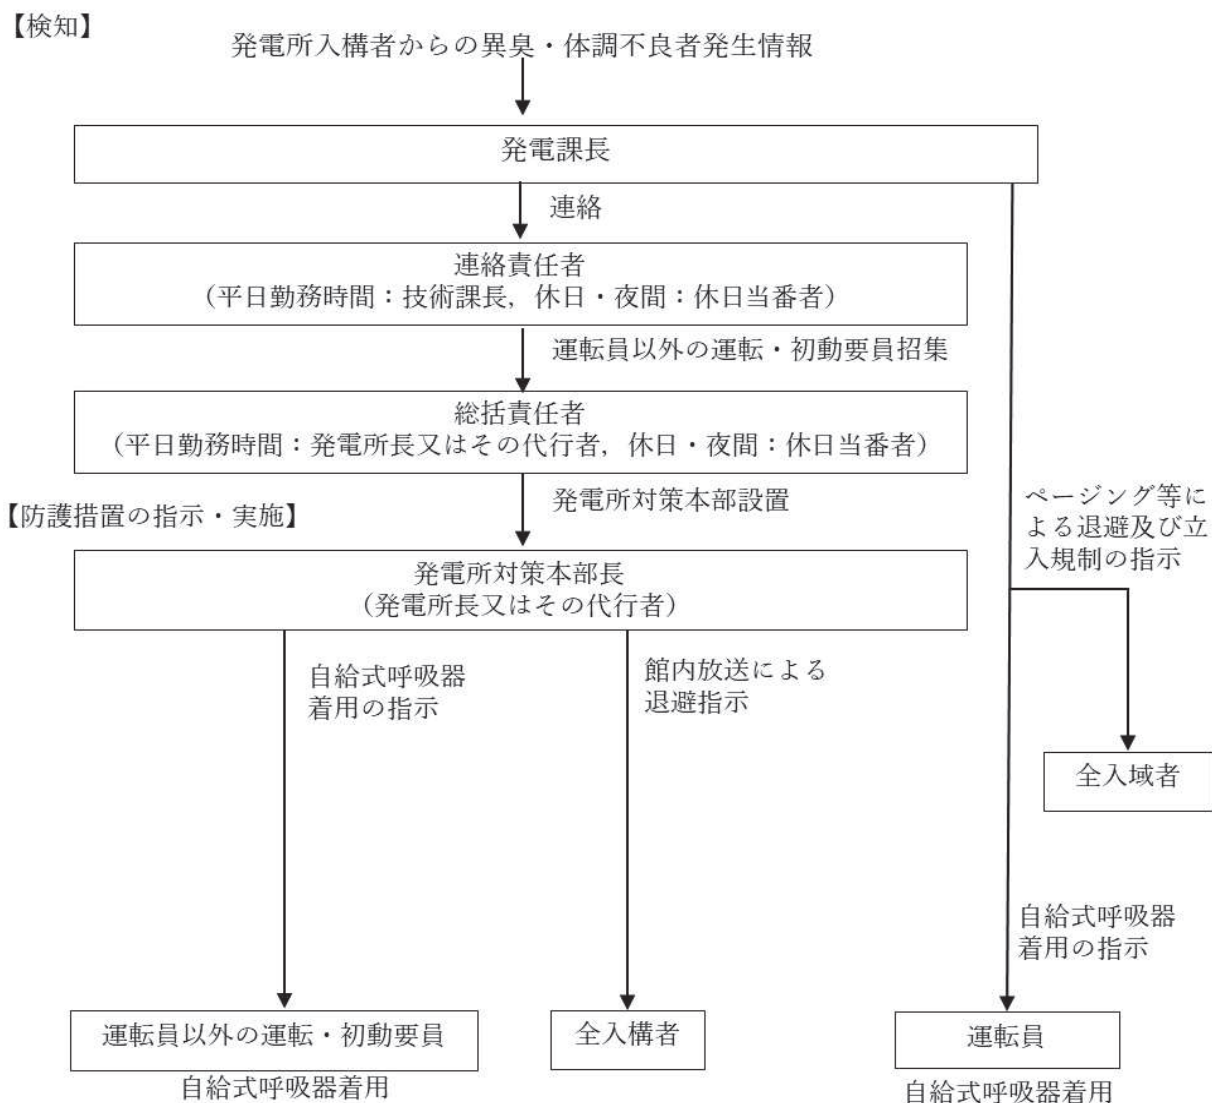 【検知】
発電所入構者からの異臭・体調不良者発生情報
発電課長
連絡
連絡責任者
（平日勤務時間：技術課長，休日・夜間：休日当番者）
運転員以外の運転・初動要員招集
総括責任者
（平日勤務時間：発電所長又はその代行者，休日・夜間：休日当番者）
発電所対策本部設置
【防護措置の指示・実施】
発電所対策本部長
（発電所長又はその代行者）
ページング等に
よる退避及び立
入規制の指示
自給式呼吸器
着用の指示
館内放送による
退避指示
全入域者
自給式呼吸器
着用の指示
運転員以外の運転・初動要員
自給式呼吸器着用
全入構者
運転員
自給式呼吸器着用